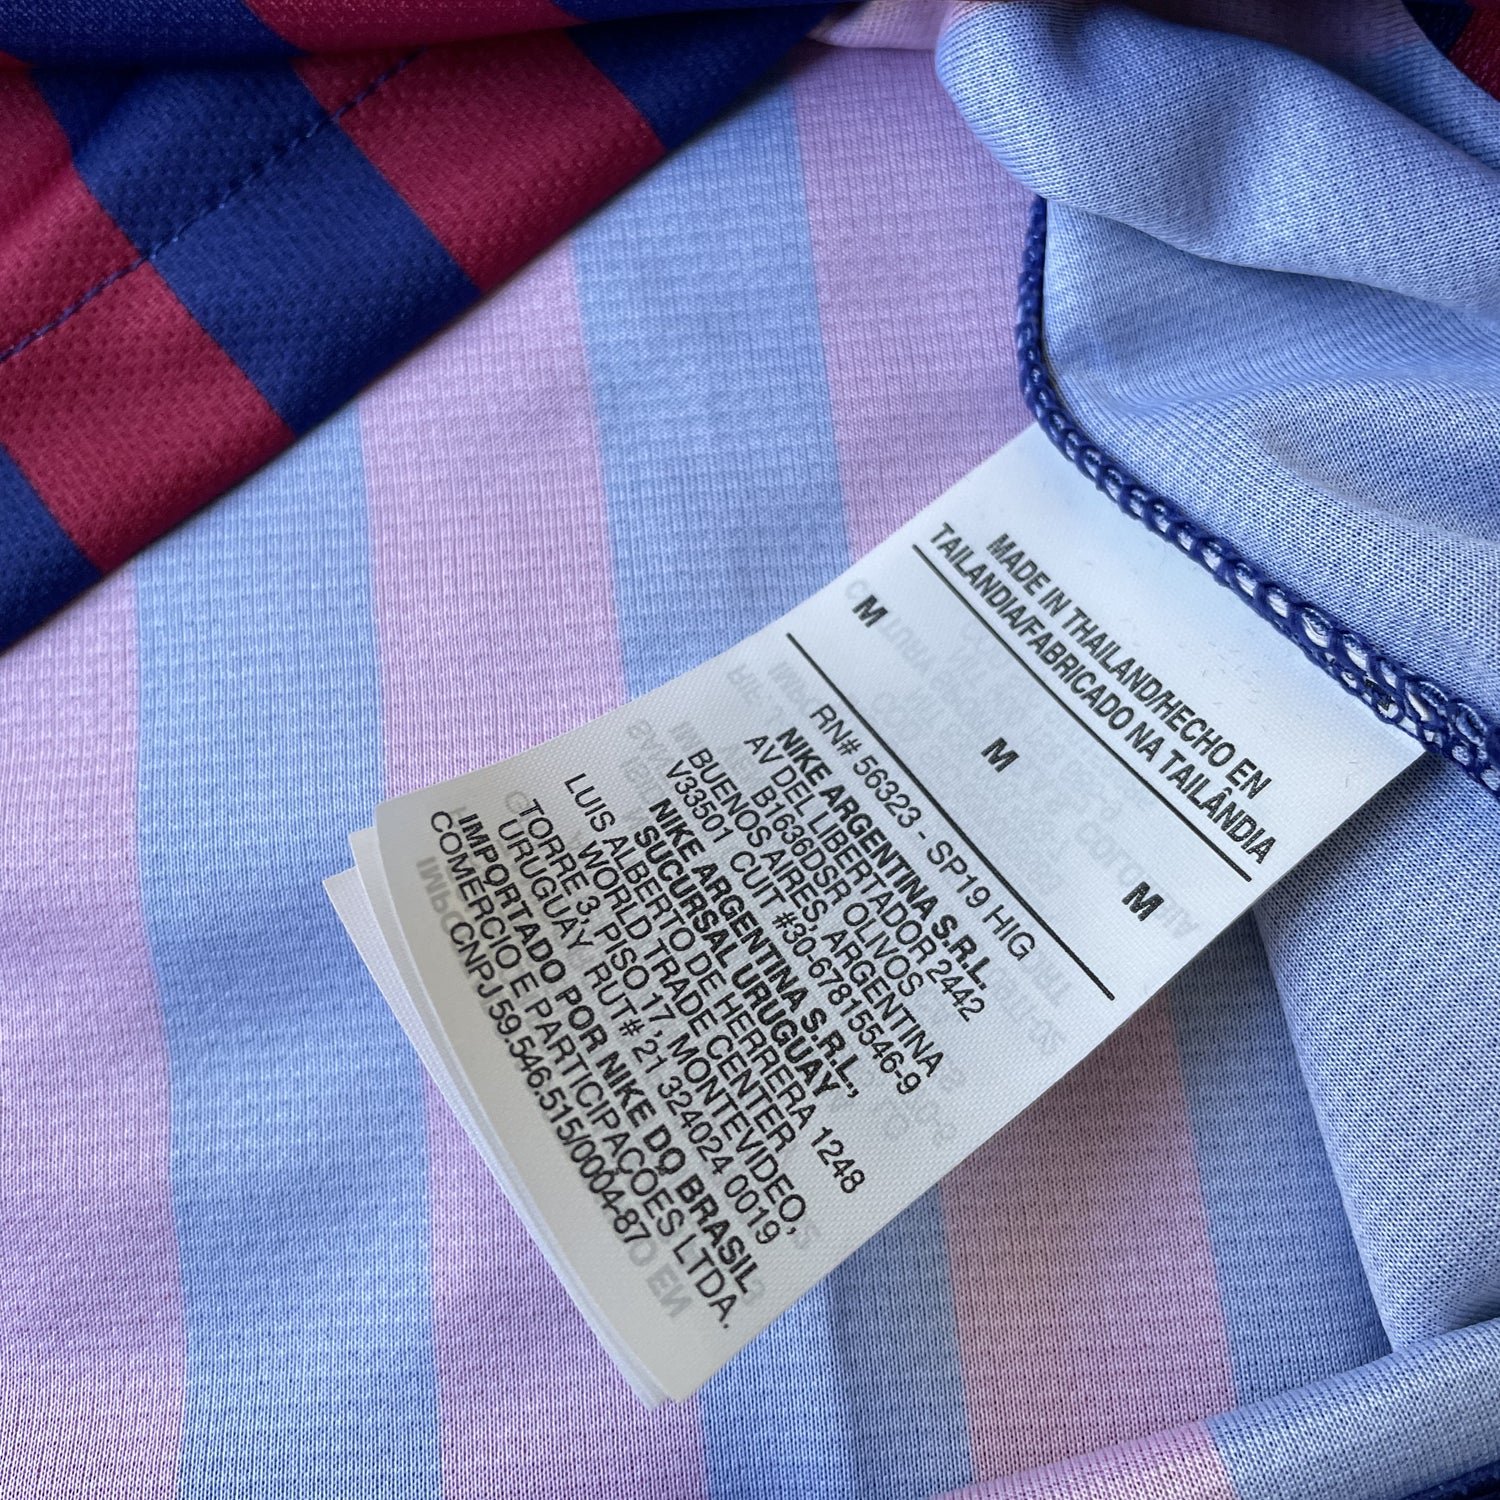 MADE IN THAILAND/HECHO EN
TAILANDIA/FABRICADO NA TAILÂNDIA
M M M
RN# 56323 - SP19 HIG
NIKE ARGENTINA S.R.L.
AV DEL LIBERTADOR 2442
B1636DSR OLIVOS
BUENOS AIRES, ARGENTINA
V33501 CUIT #30-67815546-9
NIKE ARGENTINA S.R.L.,
SUCURSAL URUGUAY
LUIS ALBERTO DE HERRERA 1248
WORLD TRADE CENTER
TORRE 3, PISO 17, MONTEVIDEO,
URUGUAY RUT# 21 324024 0019
IMPORTADO POR NIKE DO BRASIL
COMÉRCIO E PARTICIPAÇÕES LTDA.
CNPJ 59.546.515/0004-87